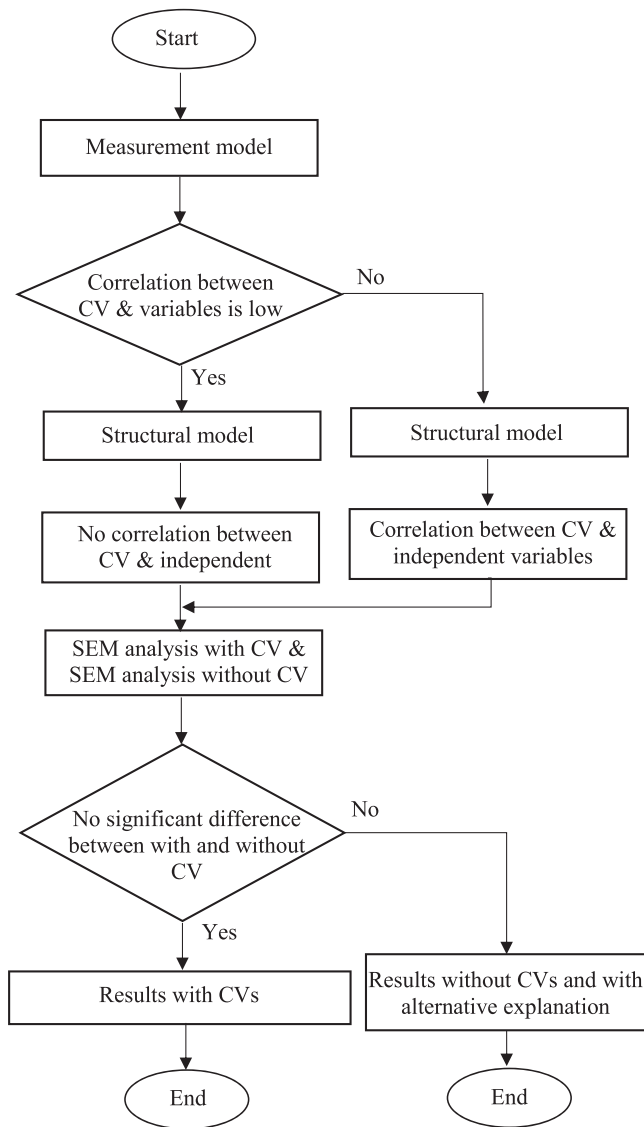 Start
Measurement model
Correlation between
CV & variables is low
No
Yes
Structural model
Structural model
No correlation between
CV & independent
Correlation between CV &
independent variables
SEM analysis with CV &
SEM analysis without CV
No significant difference
between with and without
CV
No
Yes
Results with CVs
Results without CVs and with
alternative explanation
End
End